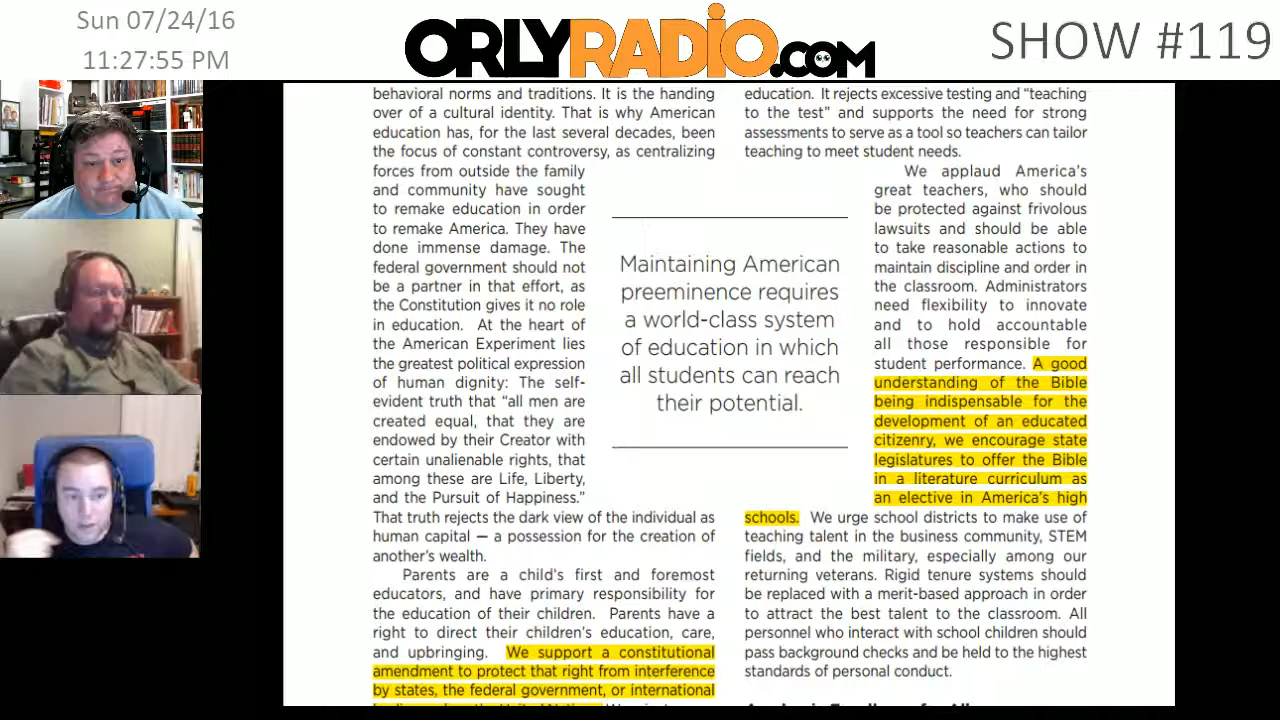 Sun 07/24/16
11:27:55 PM
ORLYRADiO.COM
SHOW #119
behavioral norms and traditions. It is the handing
over of a cultural identity. That is why American
education has, for the last several decades, been
the focus of constant controversy, as centralizing
forces from outside the family
and community have sought
to remake education in order
to remake America. They have
done immense damage. The
federal government should not
be a partner in that effort, as
the Constitution gives it no role
in education. At the heart of
the American Experiment lies
the greatest political expression
of human dignity: The self-
evident truth that “all men are
created equal, that they are
endowed by their Creator with
certain unalienable rights, that
among these are Life, Liberty,
and the Pursuit of Happiness.”
That truth rejects the dark view of the individual as
human capital — a possession for the creation of
another’s wealth.
Parents are a child’s first and foremost
educators, and have primary responsibility for
the education of their children. Parents have a
right to direct their children’s education, care,
and upbringing. We support a constitutional
amendment to protect that right from interference
by states, the federal government, or international
Maintaining American
preeminence requires
a world-class system
of education in which
all students can reach
their potential.
education. It rejects excessive testing and “teaching
to the test” and supports the need for strong
assessments to serve as a tool so teachers can tailor
teaching to meet student needs.
We applaud America’s
great teachers, who should
be protected against frivolous
lawsuits and should be able
to take reasonable actions to
maintain discipline and order in
the classroom. Administrators
need flexibility to innovate
and to hold accountable
all those responsible for
student performance. A good
understanding of the Bible
being indispensable for the
development of an educated
citizenry, we encourage state
legislatures to offer the Bible
in a literature curriculum as
an elective in America’s high
schools. We urge school districts to make use of
teaching talent in the business community, STEM
fields, and the military, especially among our
returning veterans. Rigid tenure systems should
be replaced with a merit-based approach in order
to attract the best talent to the classroom. All
personnel who interact with school children should
pass background checks and be held to the highest
standards of personal conduct.